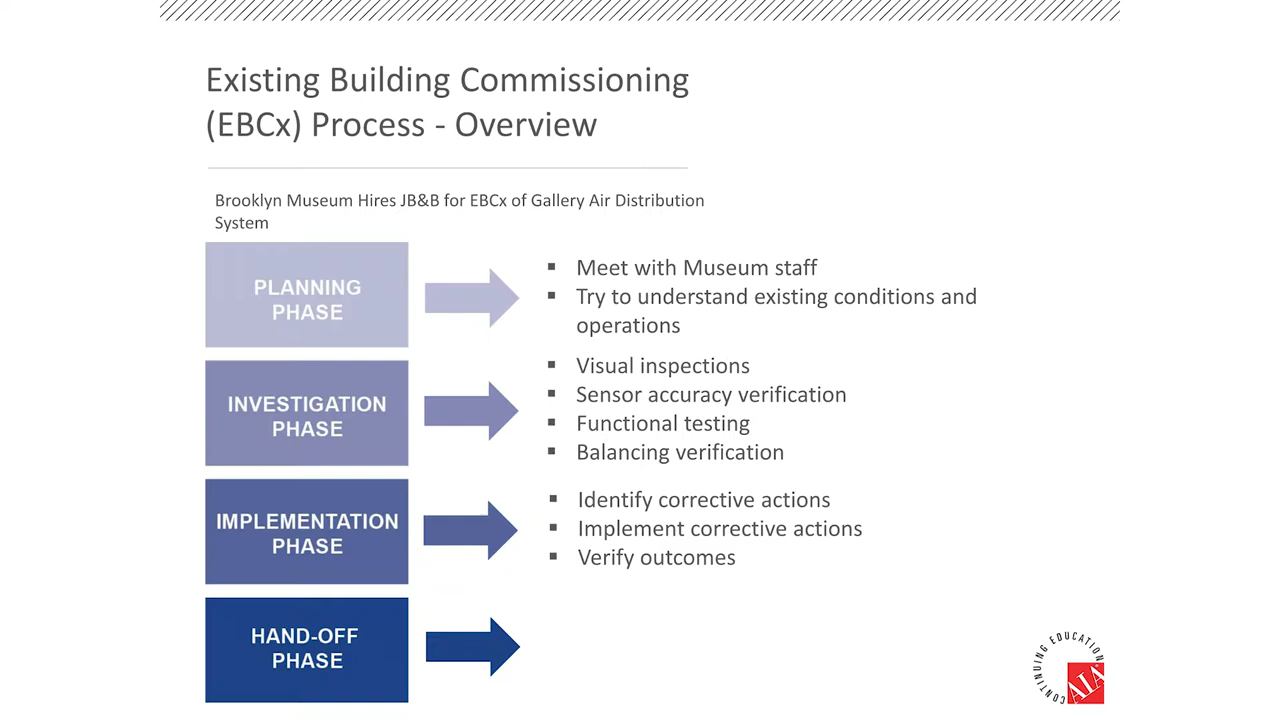 Existing Building Commissioning
(EBCx) Process - Overview
Brooklyn Museum Hires JB&B for EBCx of Gallery Air Distribution
System
PLANNING
PHASE
▪ Meet with Museum staff
▪ Try to understand existing conditions and
operations
INVESTIGATION
PHASE
▪ Visual inspections
▪ Sensor accuracy verification
▪ Functional testing
▪ Balancing verification
IMPLEMENTATION
PHASE
▪ Identify corrective actions
▪ Implement corrective actions
▪ Verify outcomes
HAND-OFF
PHASE
CONTINUING EDUCATION
AIA